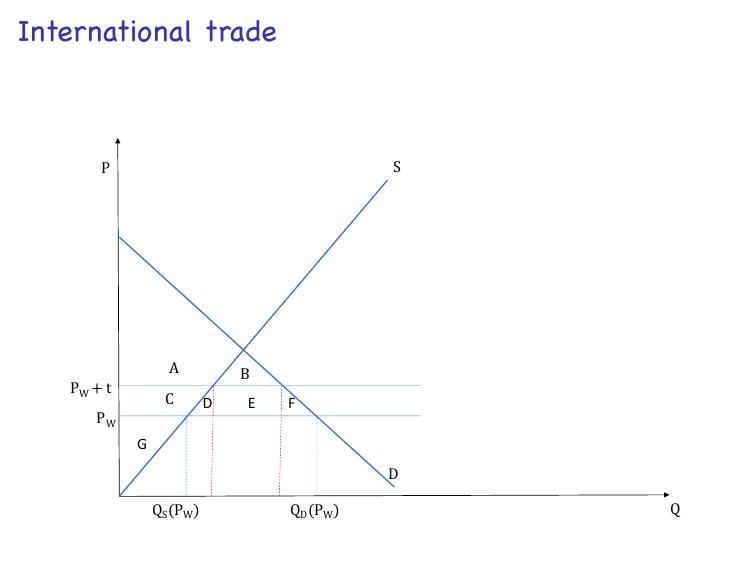 International trade
P
S
A
B
P_W + t
C
D
E
F
P_W
G
D
Q_S(P_W)
Q_D(P_W)
Q